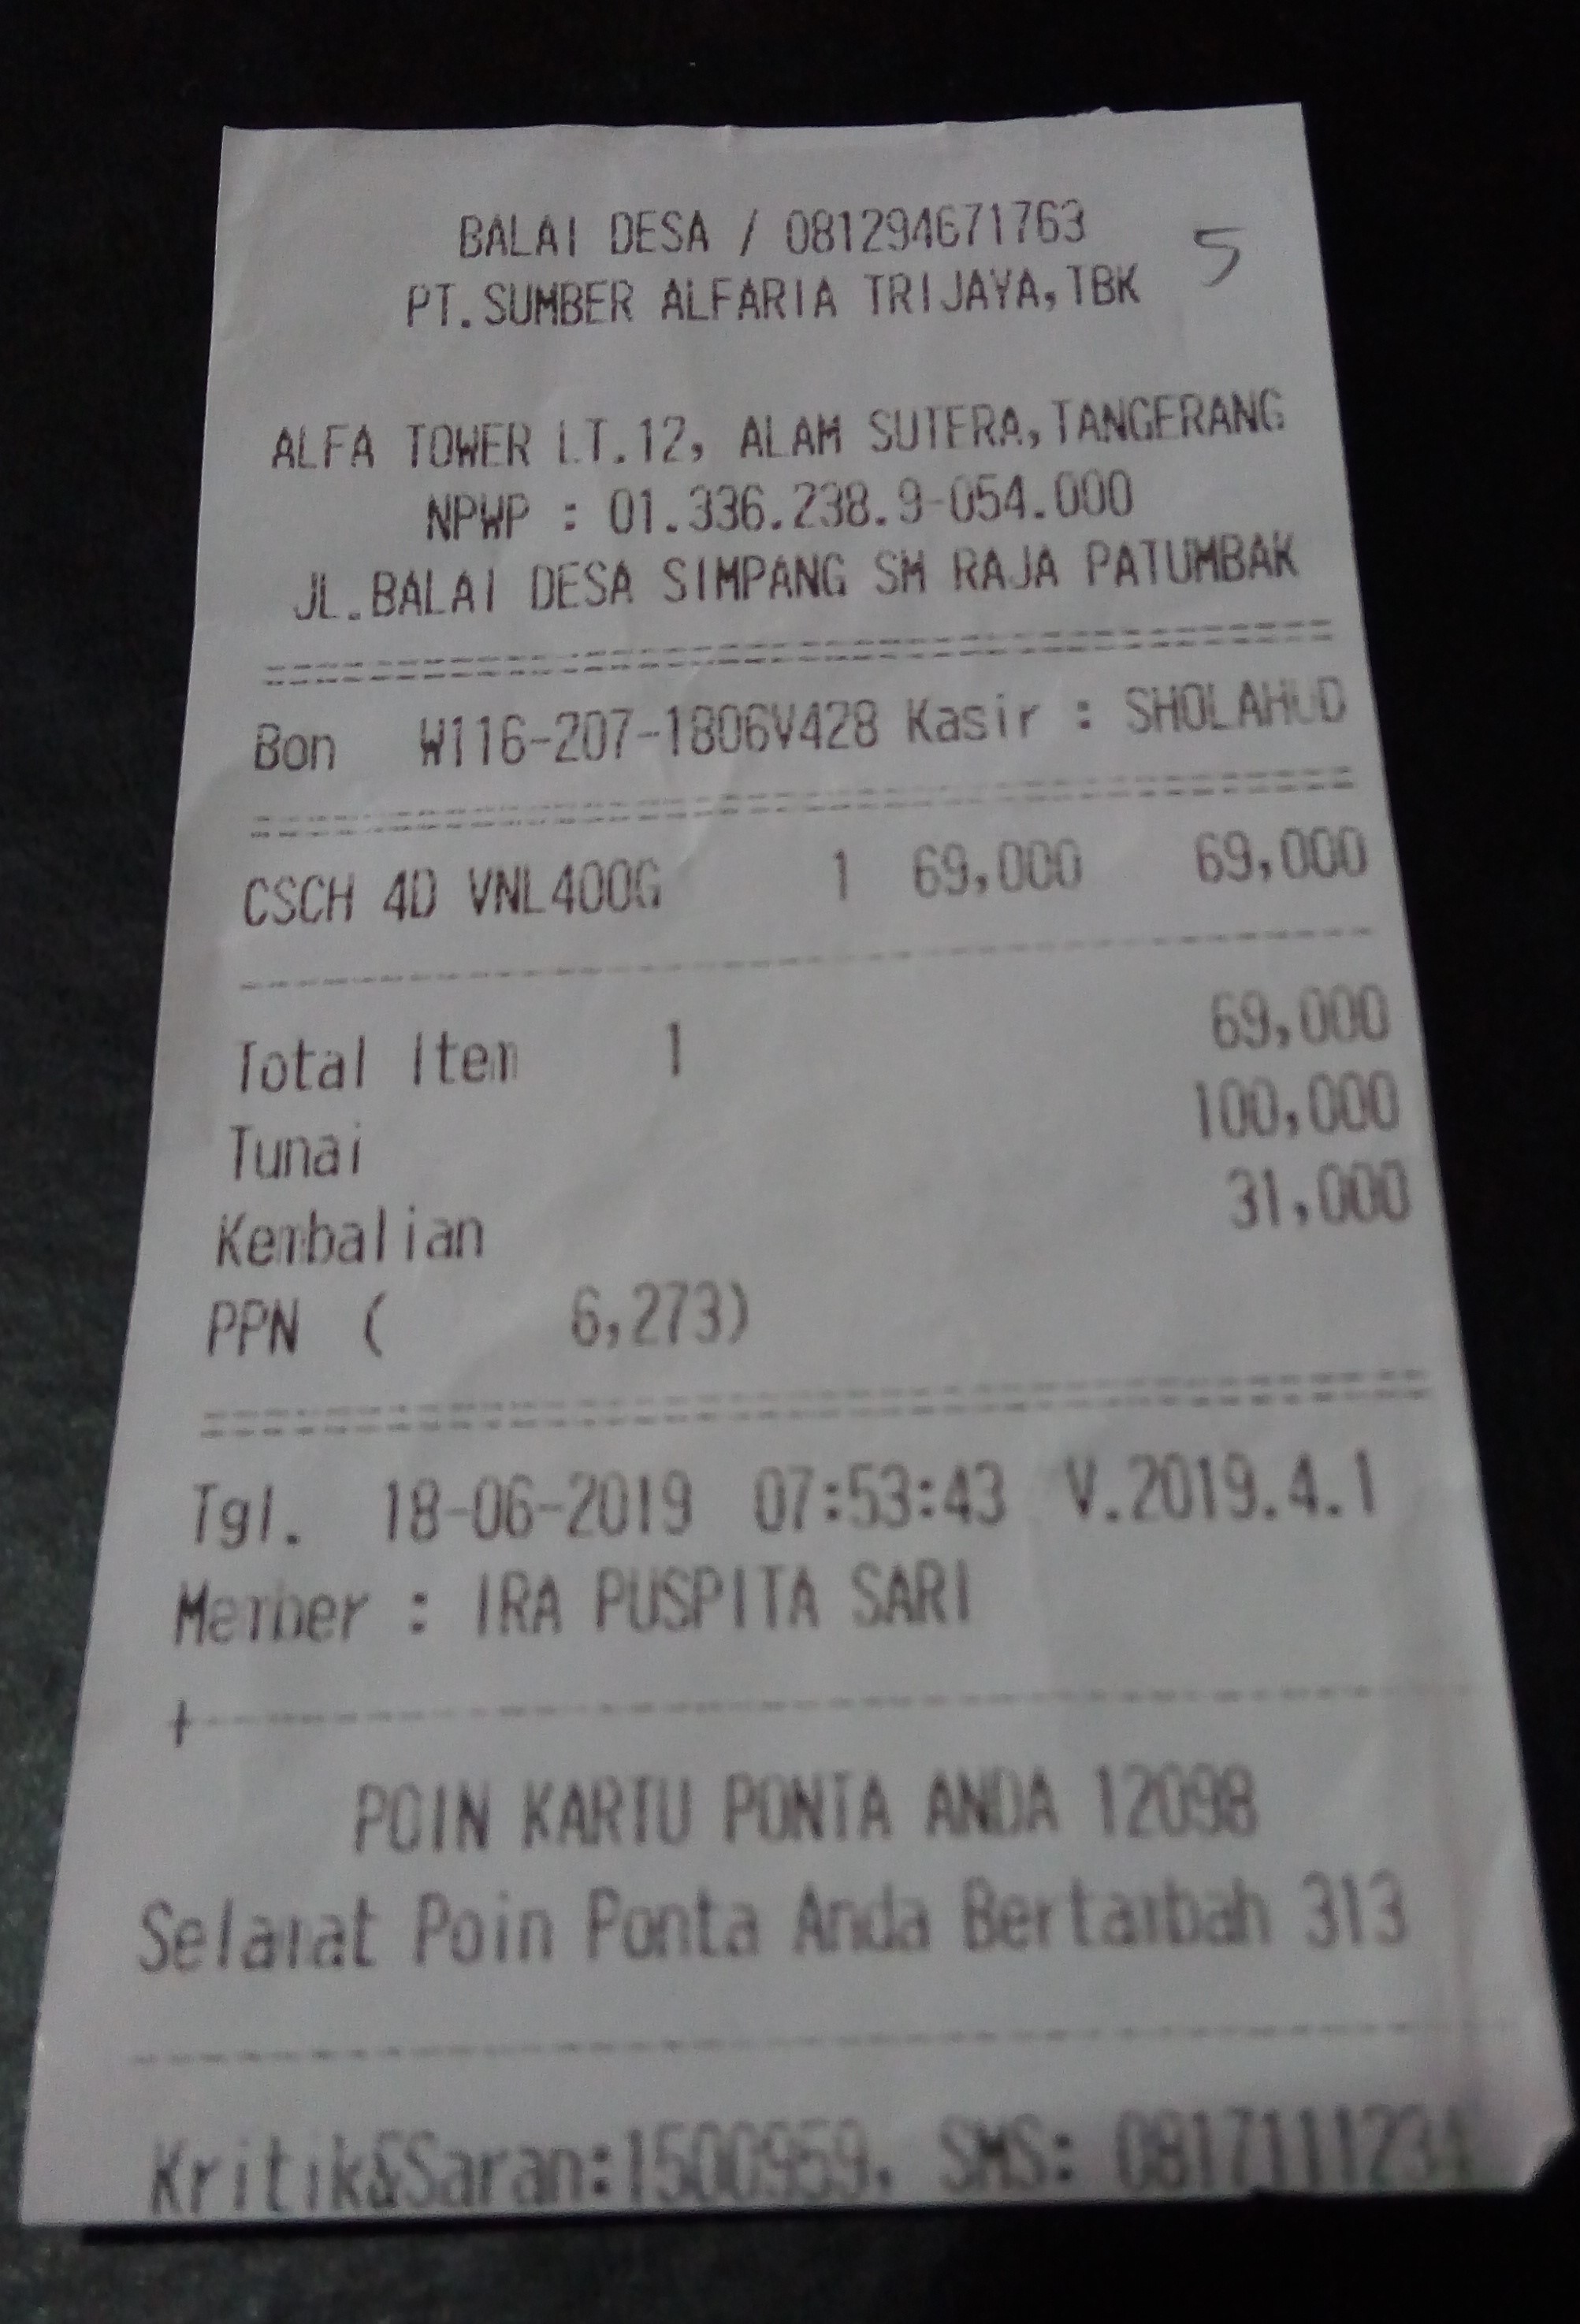 BALAI DESA / 081294671763
5
PT.SUMBER ALFARIA TRIJAYA,TBK
ALFA TOWER LT.12, ALAM SUTERA,TANGERANG
NPWP : 01.336.238.9-054.000
JL.BALAI DESA SIMPANG SM RAJA PATUMBAK
Bon W116-207-1806V428 Kasir : SHOLAHUD
CSCH 4D VNL400G 1 69,000 69,000
Total Item 1 69,000
Tunai 100,000
Kembalian 31,000
PPN ( 6,273)
Tgl. 18-06-2019 07:53:43 V.2019.4.1
Member : IRA PUSPITA SARI
POIN KARTU PONTA ANDA 12098
Selamat Poin Ponta Anda Bertambah 313
Kritik&Saran:1500959, SMS: 0817111234